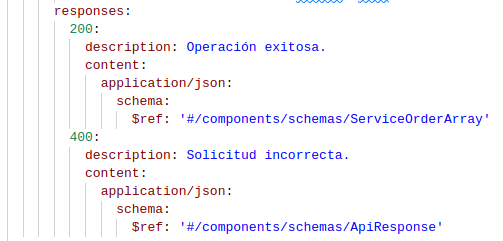 responses:
200:
description: Operación exitosa.
content:
application/json:
schema:
$ref: '#/components/schemas/ServiceOrderArray'
400:
description: Solicitud incorrecta.
content:
application/json:
schema:
$ref: '#/components/schemas/ApiResponse'